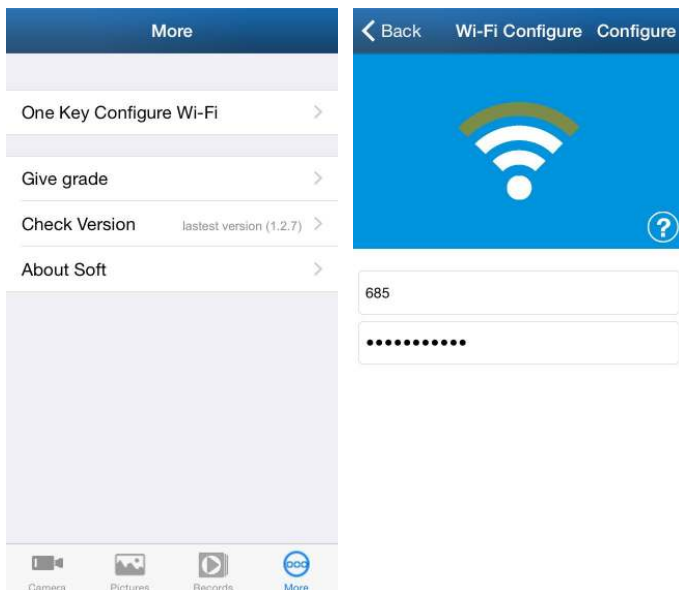 More
One Key Configure Wi-Fi
Give grade
Check Version lastest version (1.2.7)
About Soft
Camera Pictures Records More
Back Wi-Fi Configure Configure
?
685
•••••••••••